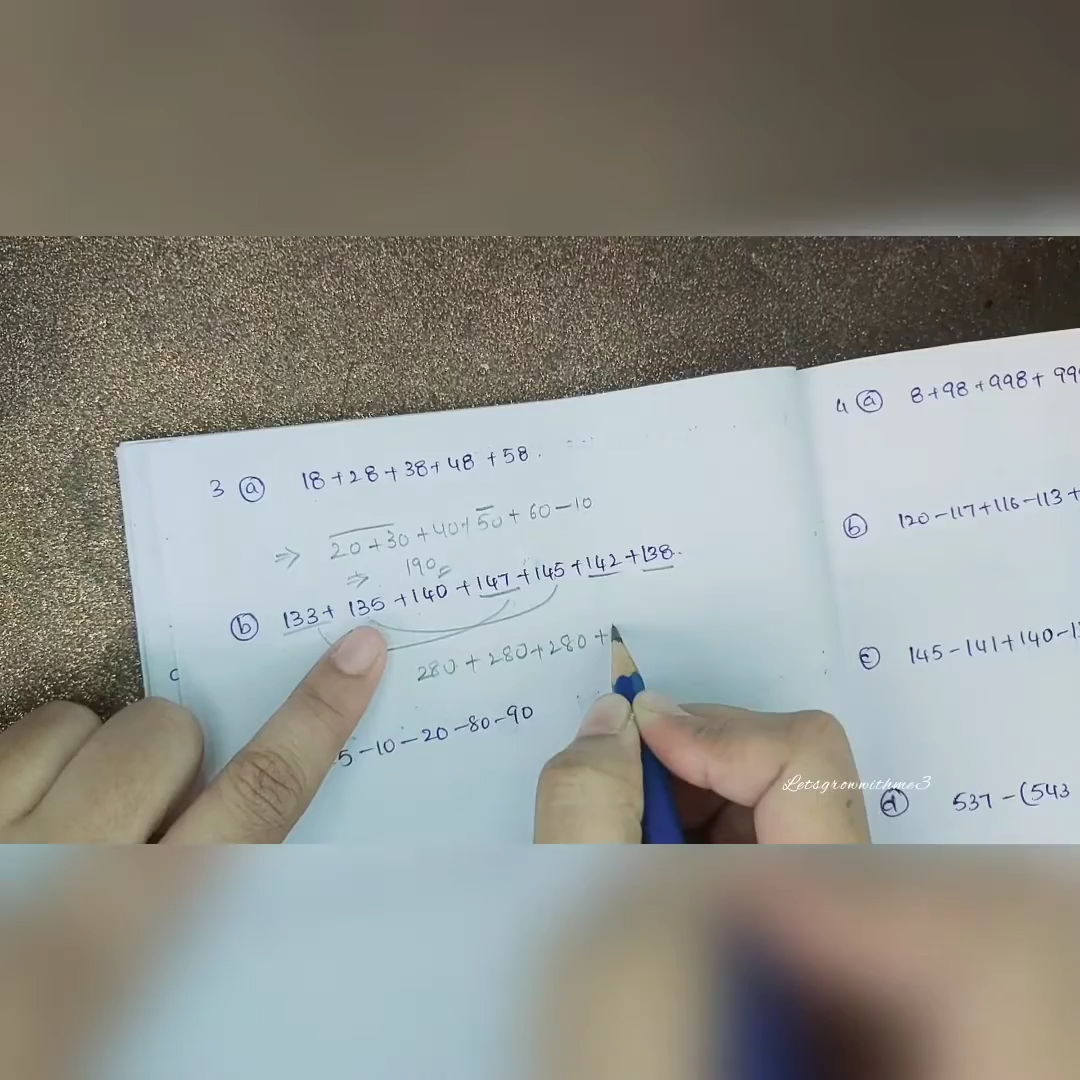 3 ⓐ 18+28+38+48+58.
⇒ 20+30+40+50+60-10
⇒ 190
ⓑ 133+135+140+147+145+142+138.
280+280+280+
5-10-20-80-90
4 ⓐ 8+98+998+99
ⓑ 120-117+116-113+
ⓒ 145-141+140-1
ⓓ 537-(543
Letsgrowwithme3